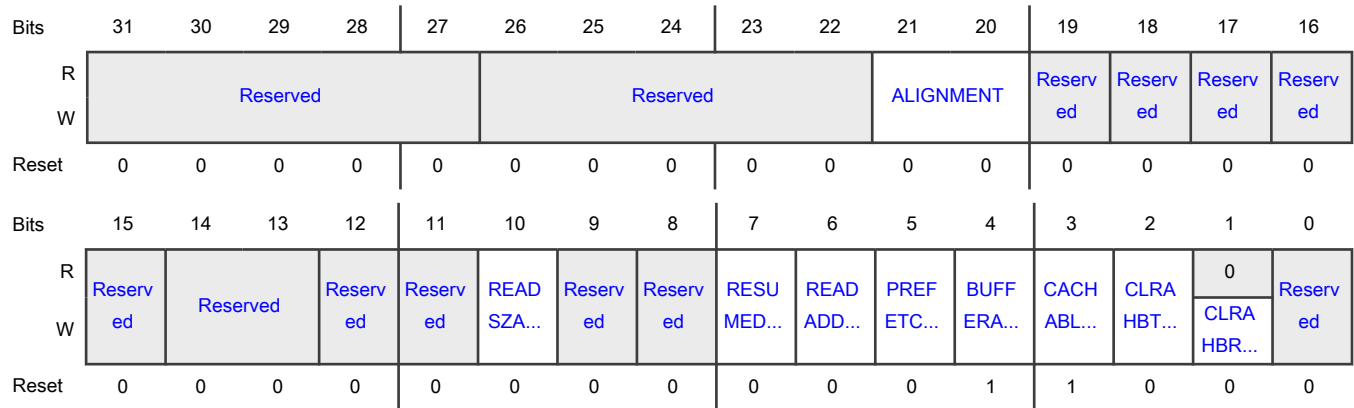 Bits 31 30 29 28 27 26 25 24 23 22 21 20 19 18 17 16
R Reserved Reserved ALIGNMENT Reserv Reserv Reserv Reserv
W ed ed ed ed
Reset 0 0 0 0 0 0 0 0 0 0 0 0 0 0 0 0
Bits 15 14 13 12 11 10 9 8 7 6 5 4 3 2 1 0
R Reserv Reserved Reserv Reserv READ Reserv Reserv RESU READ PREF BUFF CACH CLRA 0 Reserv
W ed ed ed SZA... ed ed MED... ADD... ETC... ERA... ABL... HBT... CLRA ed
HBR...
Reset 0 0 0 0 0 0 0 0 0 0 0 1 1 0 0 0